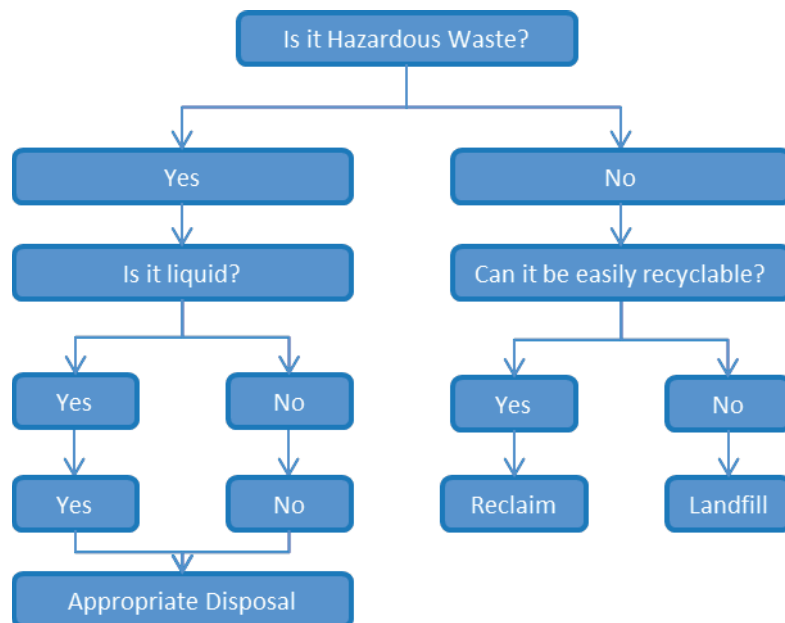 Is it Hazardous Waste?
Yes
No
Is it liquid?
Can it be easily recyclable?
Yes
No
Yes
No
Yes
No
Reclaim
Landfill
Appropriate Disposal